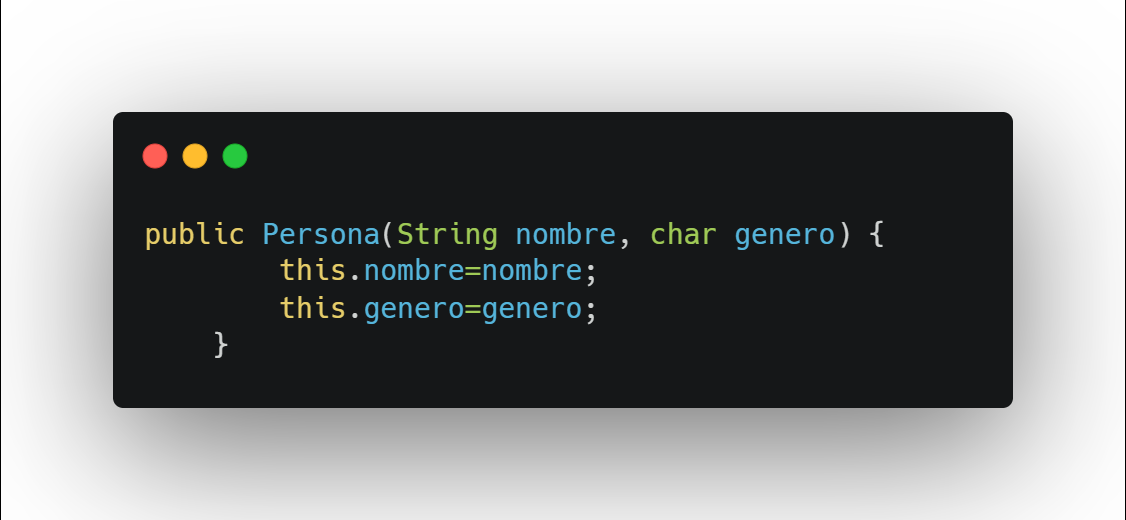 public Persona(String nombre, char genero) {
        this.nombre=nombre;
        this.genero=genero;
    }